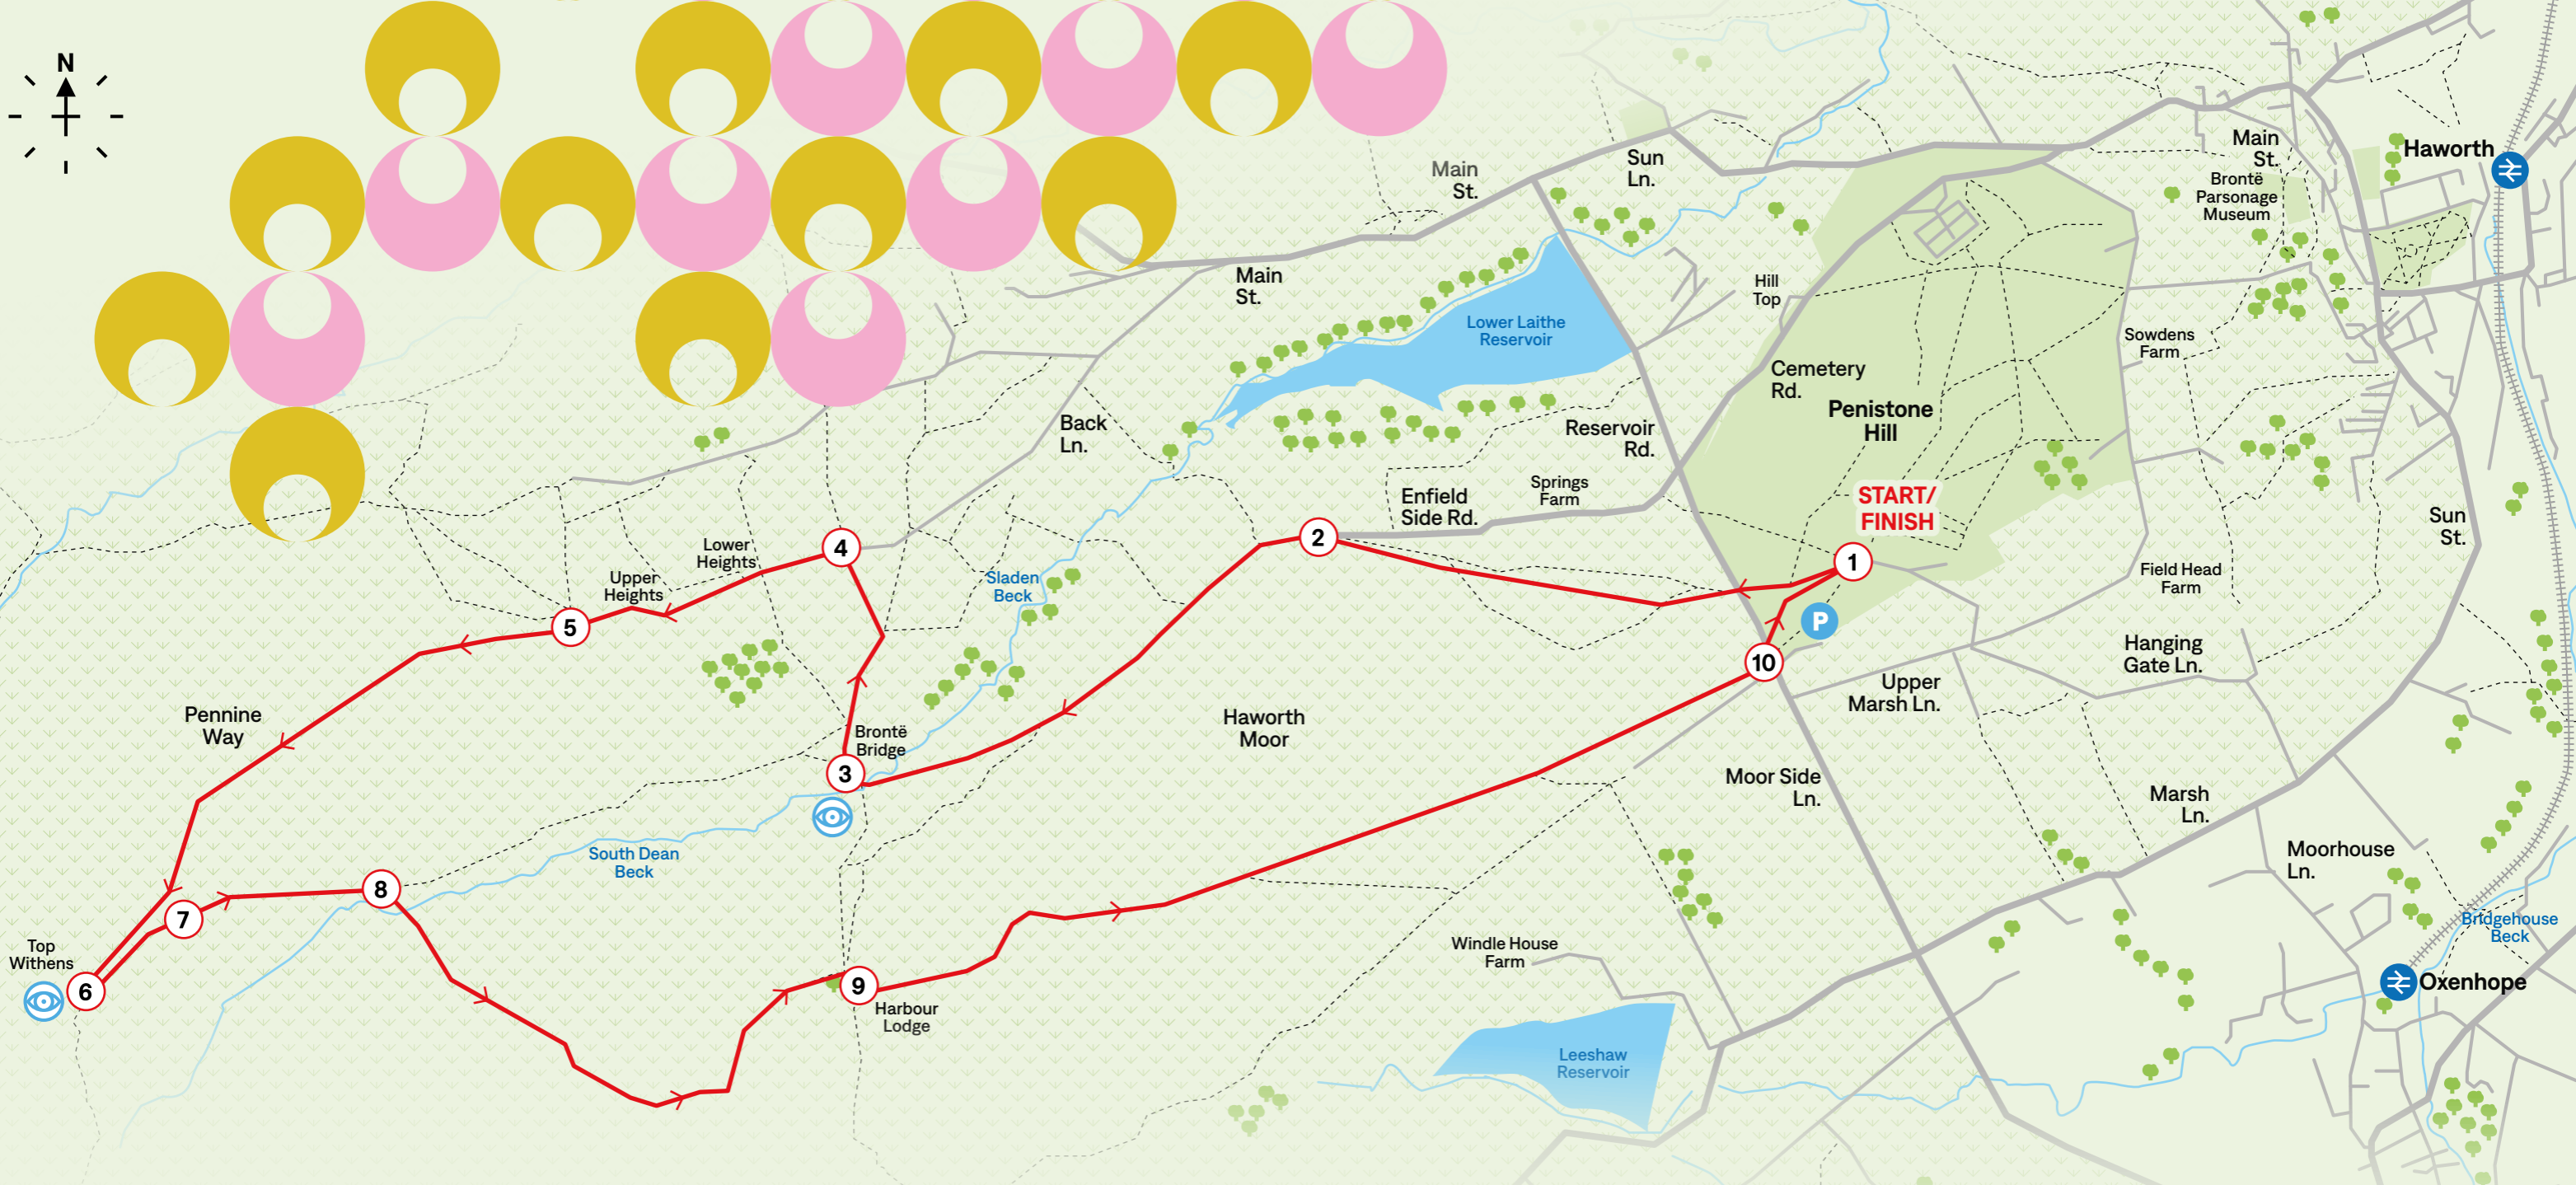 N
Main
St.
Sun
Ln.
Main
St.
Haworth
Brontë
Parsonage
Museum
Main
St.
Hill
Top
Lower Laithe
Reservoir
Sowdens
Farm
Cemetery
Rd.
Penistone
Hill
Back
Ln.
Reservoir
Rd.
Springs
Farm
Enfield
Side Rd.
START/
FINISH
Sun
St.
2
4
Lower
Heights
1
Upper
Heights
Sladen
Beck
Field Head
Farm
5
P
Hanging
Gate Ln.
10
Upper
Marsh Ln.
Pennine
Way
Haworth
Moor
Brontë
Bridge
3
Moor Side
Ln.
Marsh
Ln.
South Dean
Beck
Moorhouse
Ln.
8
7
Bridgehouse
Beck
Top
Withens
Windle House
Farm
6
9
Oxenhope
Harbour
Lodge
Leeshaw
Reservoir